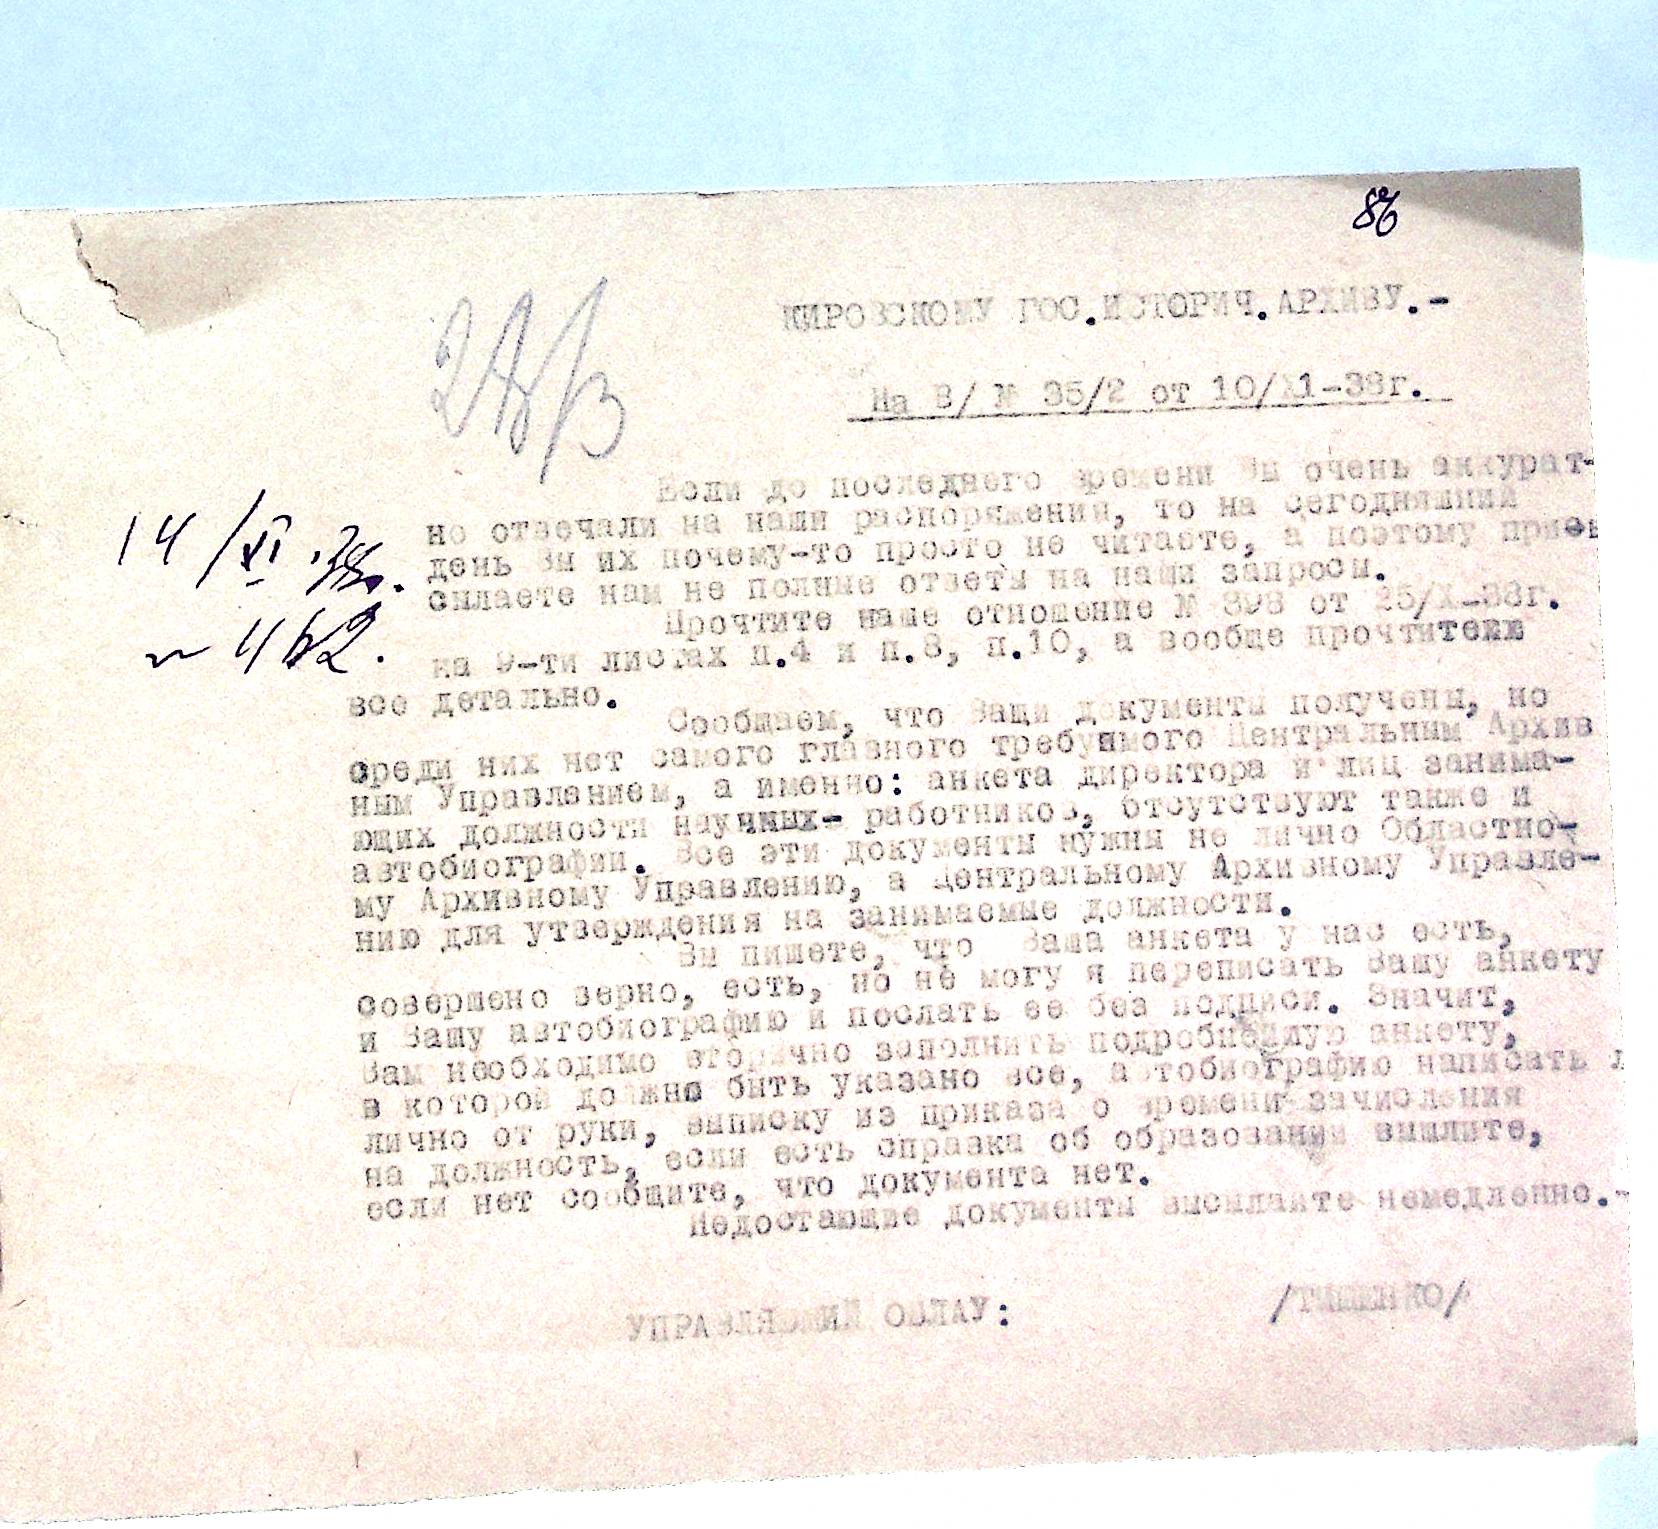 86
КИРОВСКОМУ ГОС.ИСТОРИЧ.АРХИВУ.-
На В/ № 35/2 от 10/XI-38г.
14/XI 38г.
№ 462.
Если до последнего времени Вы очень аккурат-
но отвечали на наши распоряжения, то на сегодняшний
день Вы их почему-то просто не читаете, а поэтому
сылаете нам не полные ответы на наши запросы.
Прочтите наше отношение № 398 от 25/X-38г.
на 9-ти листах п.4 и п.8, п.10, а вообще прочтите
все детально.
Сообщаем, что Ваши документы получены, но
среди них нет самого главного требуимого Центральным Архив
ным Управлением, а именно: анкета директора и лиц занима-
ющих должности научных- работников, отсутствуют также и
автобиографии. Все эти документы нужны не лично Областно-
му Архивному Управлению, а Центральному Архивному Управле-
нию для утверждения на занимаемые должности.
Вы пишете, что Ваша анкета у нас есть,
совершено верно, есть, но не могу я переписать Вашу анкету
и Вашу автобиографию и послать ее без подписи. Значит,
Вам необходимо вторично заполнить подробнейшую анкету,
в которой должно быть указано все, автобиографию написать
лично от руки, выписку из приказа о времени зачисления
на должность, если есть справка об образовании вышлите,
если нет сообщите, что документа нет.
Недостающие документы высылайте немедленно.-
УПРАВЛЯЮЩИЙ ОБЛАУ:
/ТИЩЕНКО/